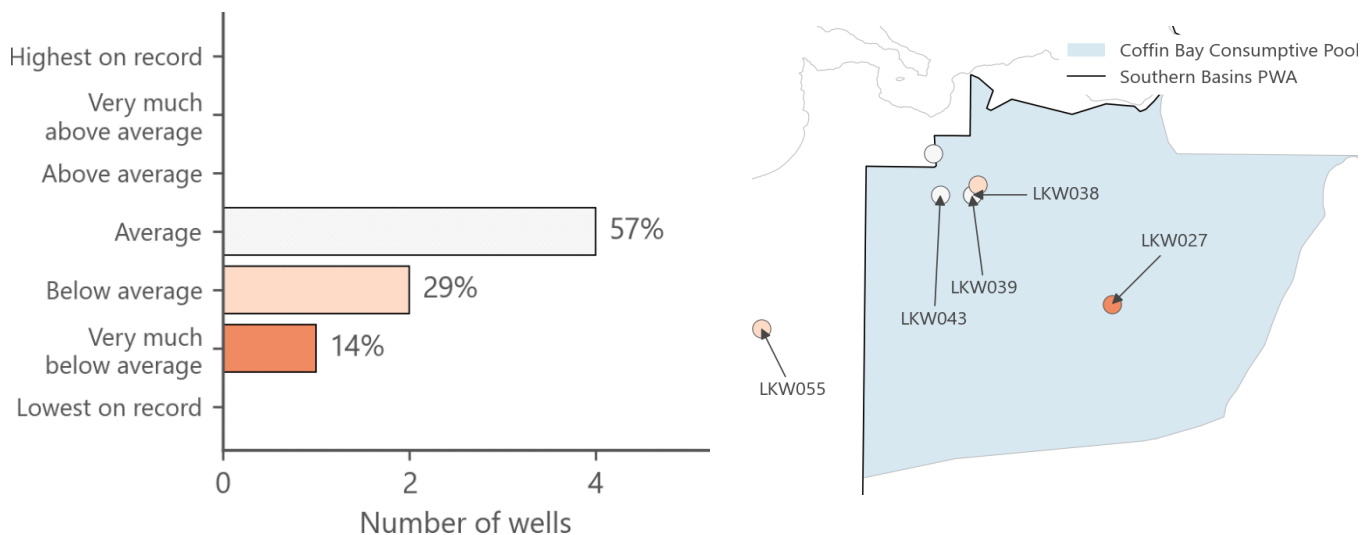 Highest on record
Very much
above average
Above average
Average
57%
Below average
29%
Very much
below average
14%
Lowest on record
0
2
4
Number of wells
Coffin Bay Consumptive Pool
Southern Basins PWA
LKW038
LKW027
LKW039
LKW043
LKW055